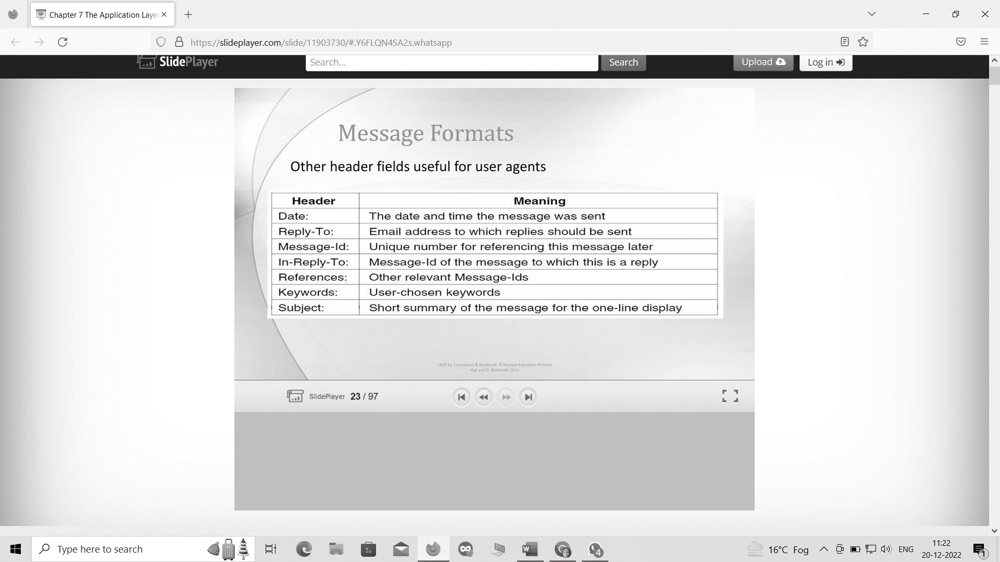 Chapter 7 The Application Layer
https://slideplayer.com/slide/11903730/#.Y6FLQN4SA2s.whatsapp
SlidePlayer
Search...
Search
Upload
Log in
Message Formats
Other header fields useful for user agents
Header Meaning
Date: The date and time the message was sent
Reply-To: Email address to which replies should be sent
Message-Id: Unique number for referencing this message later
In-Reply-To: Message-Id of the message to which this is a reply
References: Other relevant Message-Ids
Keywords: User-chosen keywords
Subject: Short summary of the message for the one-line display
CN5E by Tanenbaum & Wetherall, © Pearson Education-Prentice
Hall and D. Wetherall, 2011
SlidePlayer 23 / 97
Type here to search
W
4
16°C Fog
ENG
11:22
20-12-2022
1